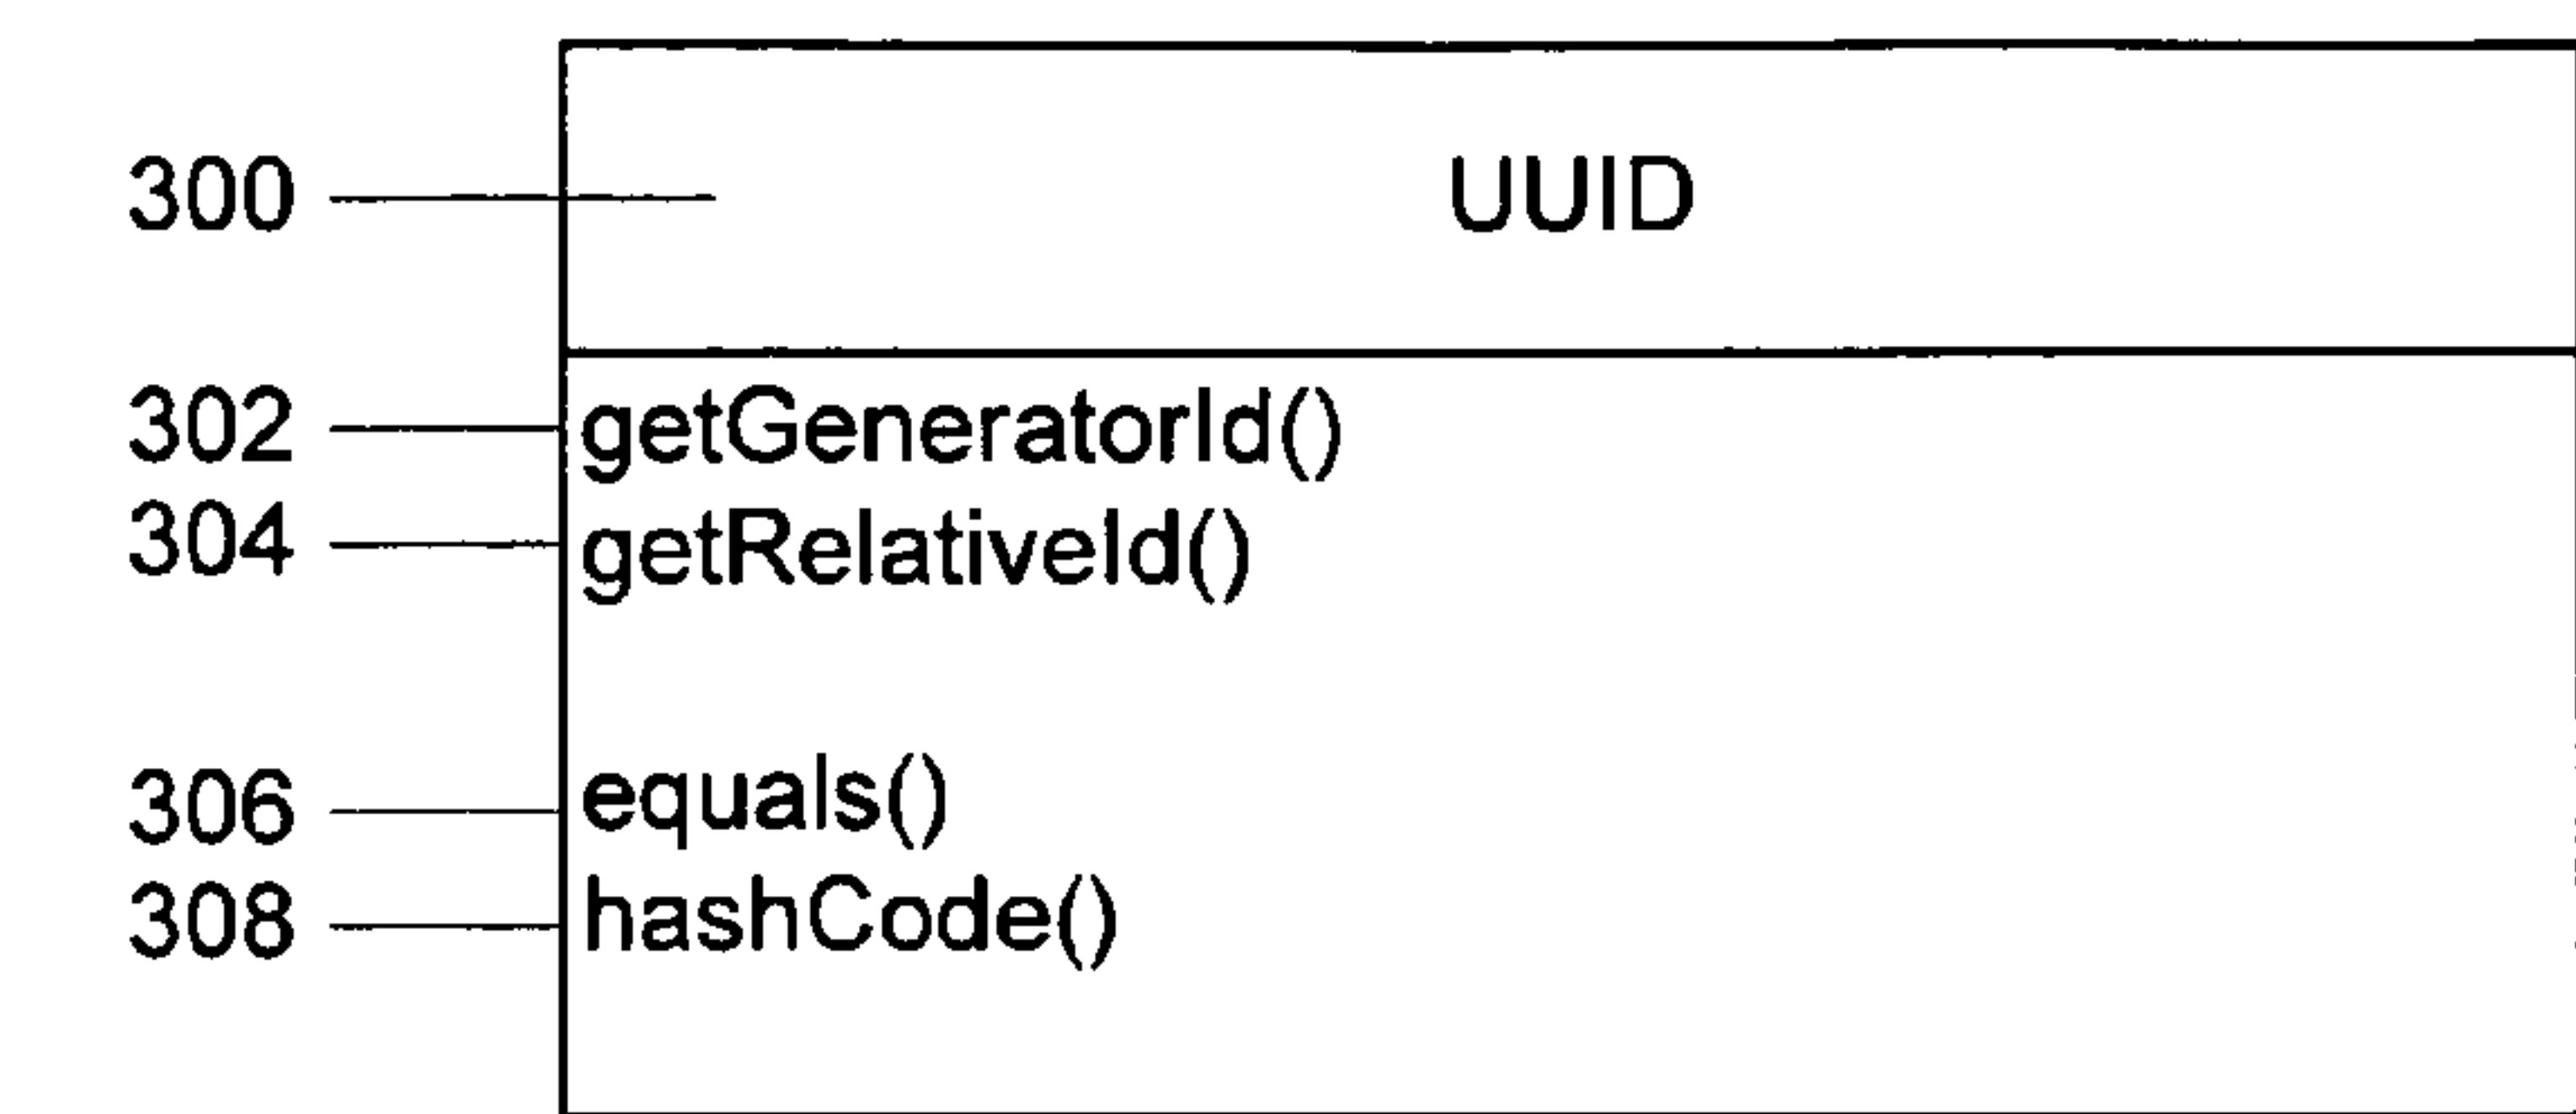 300 UUID
302 getGeneratorId()
304 getRelativeId()
306 equals()
308 hashCode()